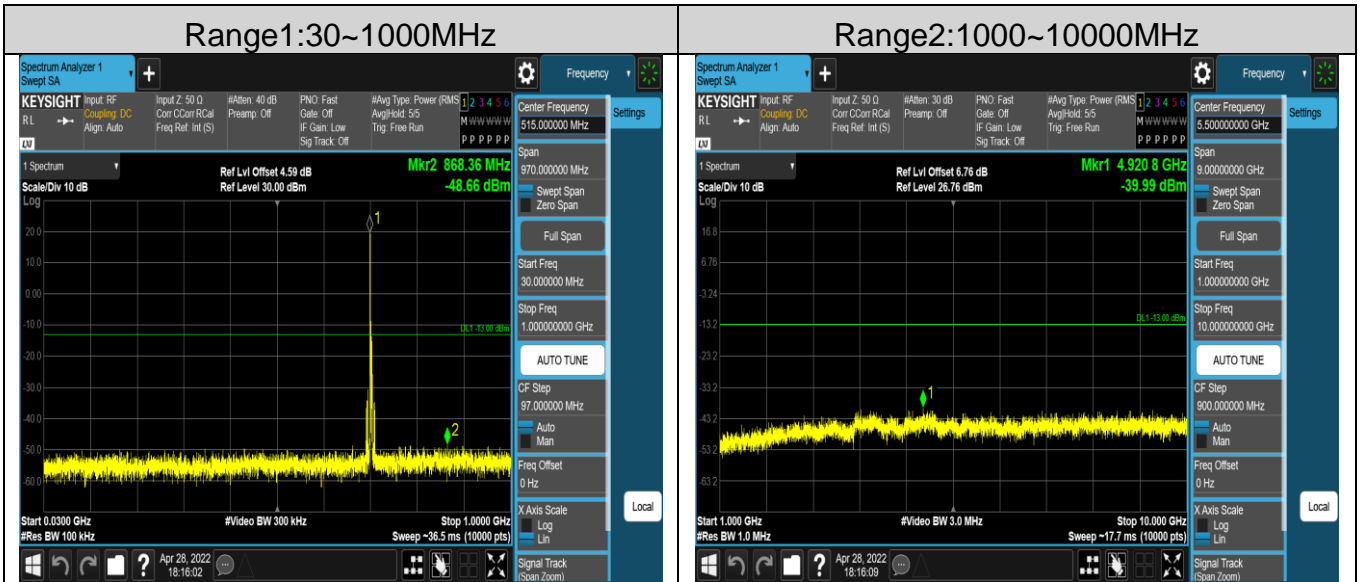 Range1:30~1000MHz
Spectrum Analyzer 1
Swept SA
+
Frequency
KEYSIGHT
RL
LXI
Input: RF
Coupling: DC
Align: Auto
Input Z: 50 Ω
Corr CCorr RCal
Freq Ref: Int (S)
#Atten: 40 dB
Preamp: Off
PNO: Fast
Gate: Off
IF Gain: Low
Sig Track: Off
#Avg Type: Power (RMS
Avg|Hold: 5/5
Trig: Free Run
1 2 3 4 5 6
M W W W W W
P P P P P P
Center Frequency
515.000000 MHz
Settings
1 Spectrum
Scale/Div 10 dB
Log
Ref Lvl Offset 4.59 dB
Ref Level 30.00 dBm
Mkr2 868.36 MHz
-48.66 dBm
Span
970.000000 MHz
Swept Span
Zero Span
Full Span
Start Freq
30.000000 MHz
Stop Freq
1.000000000 GHz
AUTO TUNE
CF Step
97.000000 MHz
Auto
Man
Freq Offset
0 Hz
X Axis Scale
Log
Lin
Signal Track
(Span Zoom)
Local
20.0
10.0
0.00
-10.0
-20.0
-30.0
-40.0
-50.0
-60.0
1
DL1 -13.00 dBm
2
Start 0.0300 GHz
#Res BW 100 kHz
#Video BW 300 kHz
Stop 1.0000 GHz
Sweep ~36.5 ms (10000 pts)
?
Apr 28, 2022
18:16:02
Range2:1000~10000MHz
Spectrum Analyzer 1
Swept SA
+
Frequency
KEYSIGHT
RL
LXI
Input: RF
Coupling: DC
Align: Auto
Input Z: 50 Ω
Corr CCorr RCal
Freq Ref: Int (S)
#Atten: 30 dB
Preamp: Off
PNO: Fast
Gate: Off
IF Gain: Low
Sig Track: Off
#Avg Type: Power (RMS
Avg|Hold: 5/5
Trig: Free Run
1 2 3 4 5 6
M W W W W W
P P P P P P
Center Frequency
5.500000000 GHz
Settings
1 Spectrum
Scale/Div 10 dB
Log
Ref Lvl Offset 6.76 dB
Ref Level 26.76 dBm
Mkr1 4.920 8 GHz
-39.99 dBm
Span
9.00000000 GHz
Swept Span
Zero Span
Full Span
Start Freq
1.000000000 GHz
Stop Freq
10.000000000 GHz
AUTO TUNE
CF Step
900.000000 MHz
Auto
Man
Freq Offset
0 Hz
X Axis Scale
Log
Lin
Signal Track
(Span Zoom)
Local
16.8
6.76
-3.24
-13.2
-23.2
-33.2
-43.2
-53.2
-63.2
DL1 -13.00 dBm
1
Start 1.000 GHz
#Res BW 1.0 MHz
#Video BW 3.0 MHz
Stop 10.000 GHz
Sweep ~17.7 ms (10000 pts)
?
Apr 28, 2022
18:16:09